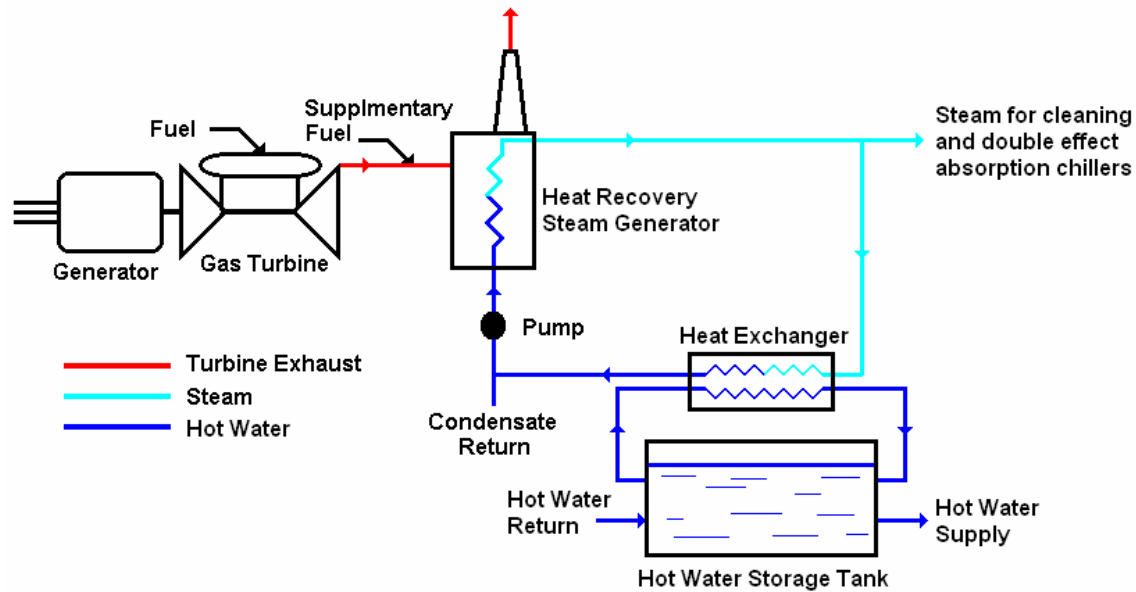 Supplmentary
Fuel
Fuel
Steam for cleaning
and double effect
absorption chillers
Heat Recovery
Steam Generator
Generator
Gas Turbine
Pump
Heat Exchanger
Turbine Exhaust
Steam
Hot Water
Condensate
Return
Hot Water
Return
Hot Water
Supply
Hot Water Storage Tank